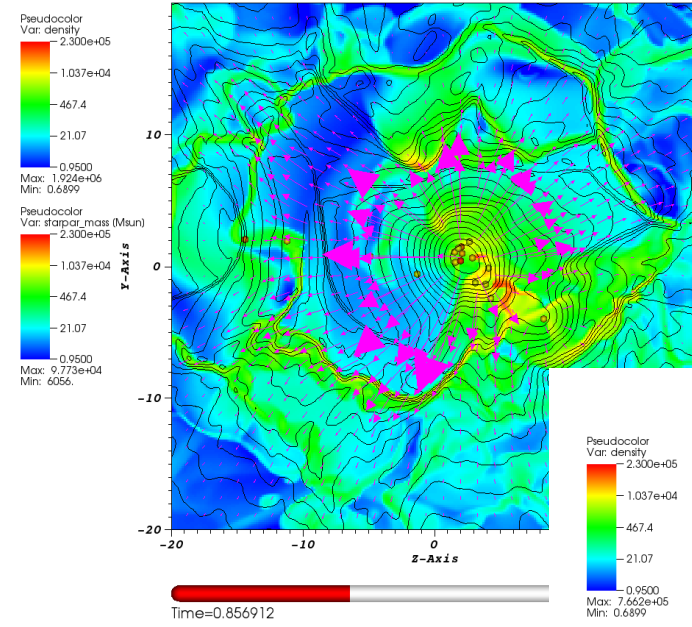 Pseudocolor
Var: density
2.300e+05
1.037e+04
467.4
21.07
0.9500
Max: 1.924e+06
Min: 0.6899
Pseudocolor
Var: starpar_mass (Msun)
2.300e+05
1.037e+04
467.4
21.07
0.9500
Max: 9.773e+04
Min: 6056.
Y-Axis
10
0
-10
-20
-20
-10
0
Z-Axis
Time=0.856912
Pseudocolor
Var: density
2.300e+05
1.037e+04
467.4
21.07
0.9500
Max: 7.662e+05
Min: 0.6899